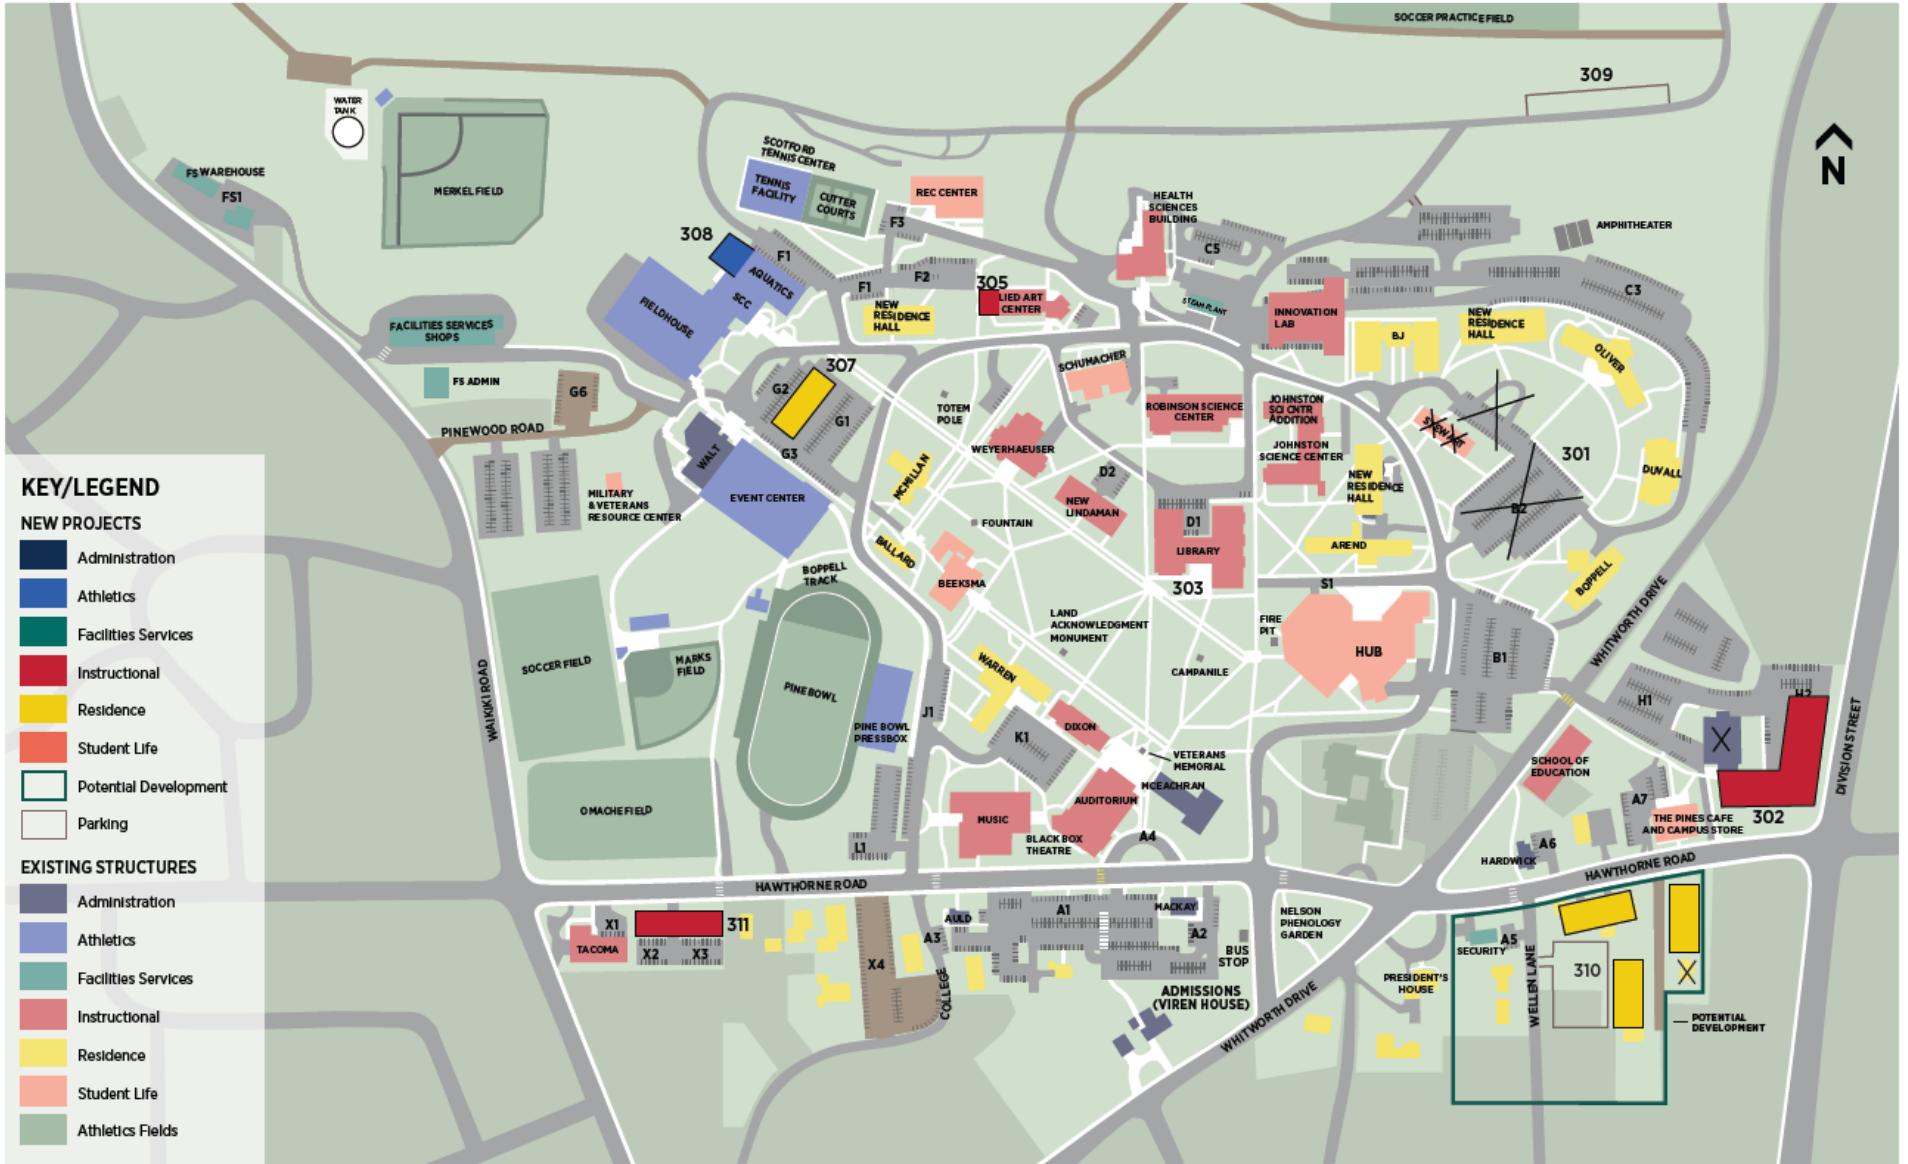 SOCCER PRACTICE FIELD
309
N
WATER
TANK
MERKEL FIELD
FS WAREHOUSE
FS1
SCOTFORD
TENNIS CENTER
TENNIS
FACILITY
CUTTER
COURTS
REC CENTER
F3
308
F1
AQUATICS
SCC
FIELDHOUSE
F1
F2
305
LIED ART
CENTER
NEW
RESIDENCE
HALL
HEALTH
SCIENCES
BUILDING
C5
STEAM PLANT
AMPHITHEATER
C3
INNOVATION
LAB
BJ
NEW
RESIDENCE
HALL
OLIVER
FACILITIES SERVICES
SHOPS
FS ADMIN
G6
PINEWOOD ROAD
307
G2
G1
G3
WALT
EVENT CENTER
MILITARY
& VETERANS
RESOURCE CENTER
TOTEM
POLE
SCHUMACHER
WEYERHAEUSER
MCMILLAN
ROBINSON SCIENCE
CENTER
JOHNSTON
SCI CNTR
ADDITION
JOHNSTON
SCIENCE CENTER
STEWART
301
DUVALL
D2
NEW
LINDAMAN
NEW
RESIDENCE
HALL
B2
FOUNTAIN
D1
LIBRARY
AREND
BALLARD
BEEKSMA
303
S1
BOPPELL
BOPPELL
TRACK
LAND
ACKNOWLEDGMENT
MONUMENT
FIRE
PIT
HUB
B1
WHITWORTH DRIVE
CAMPANILE
SOCCER FIELD
MARKS
FIELD
PINE BOWL
WAIKIKI ROAD
PINE BOWL
PRESSBOX
J1
WARREN
K1
DIXON
VETERANS
MEMORIAL
MCEACHRAN
AUDITORIUM
MUSIC
BLACK BOX
THEATRE
A4
L1
OMACHE FIELD
H1
H2
X
DIVISION STREET
SCHOOL OF
EDUCATION
A7
302
THE PINES CAFE
AND CAMPUS STORE
A6
HARDWICK
HAWTHORNE ROAD
HAWTHORNE ROAD
X1
311
TACOMA
X2
X3
X4
AULD
A3
A1
MACKAY
A2
BUS
STOP
COLLEGE
ADMISSIONS
(VIREN HOUSE)
NELSON
PHENOLOGY
GARDEN
WHITWORTH DRIVE
PRESIDENT'S
HOUSE
SECURITY
A5
WELLEN LANE
310
X
POTENTIAL
DEVELOPMENT
KEY/LEGEND
NEW PROJECTS
Administration
Athletics
Facilities Services
Instructional
Residence
Student Life
Potential Development
Parking
EXISTING STRUCTURES
Administration
Athletics
Facilities Services
Instructional
Residence
Student Life
Athletics Fields